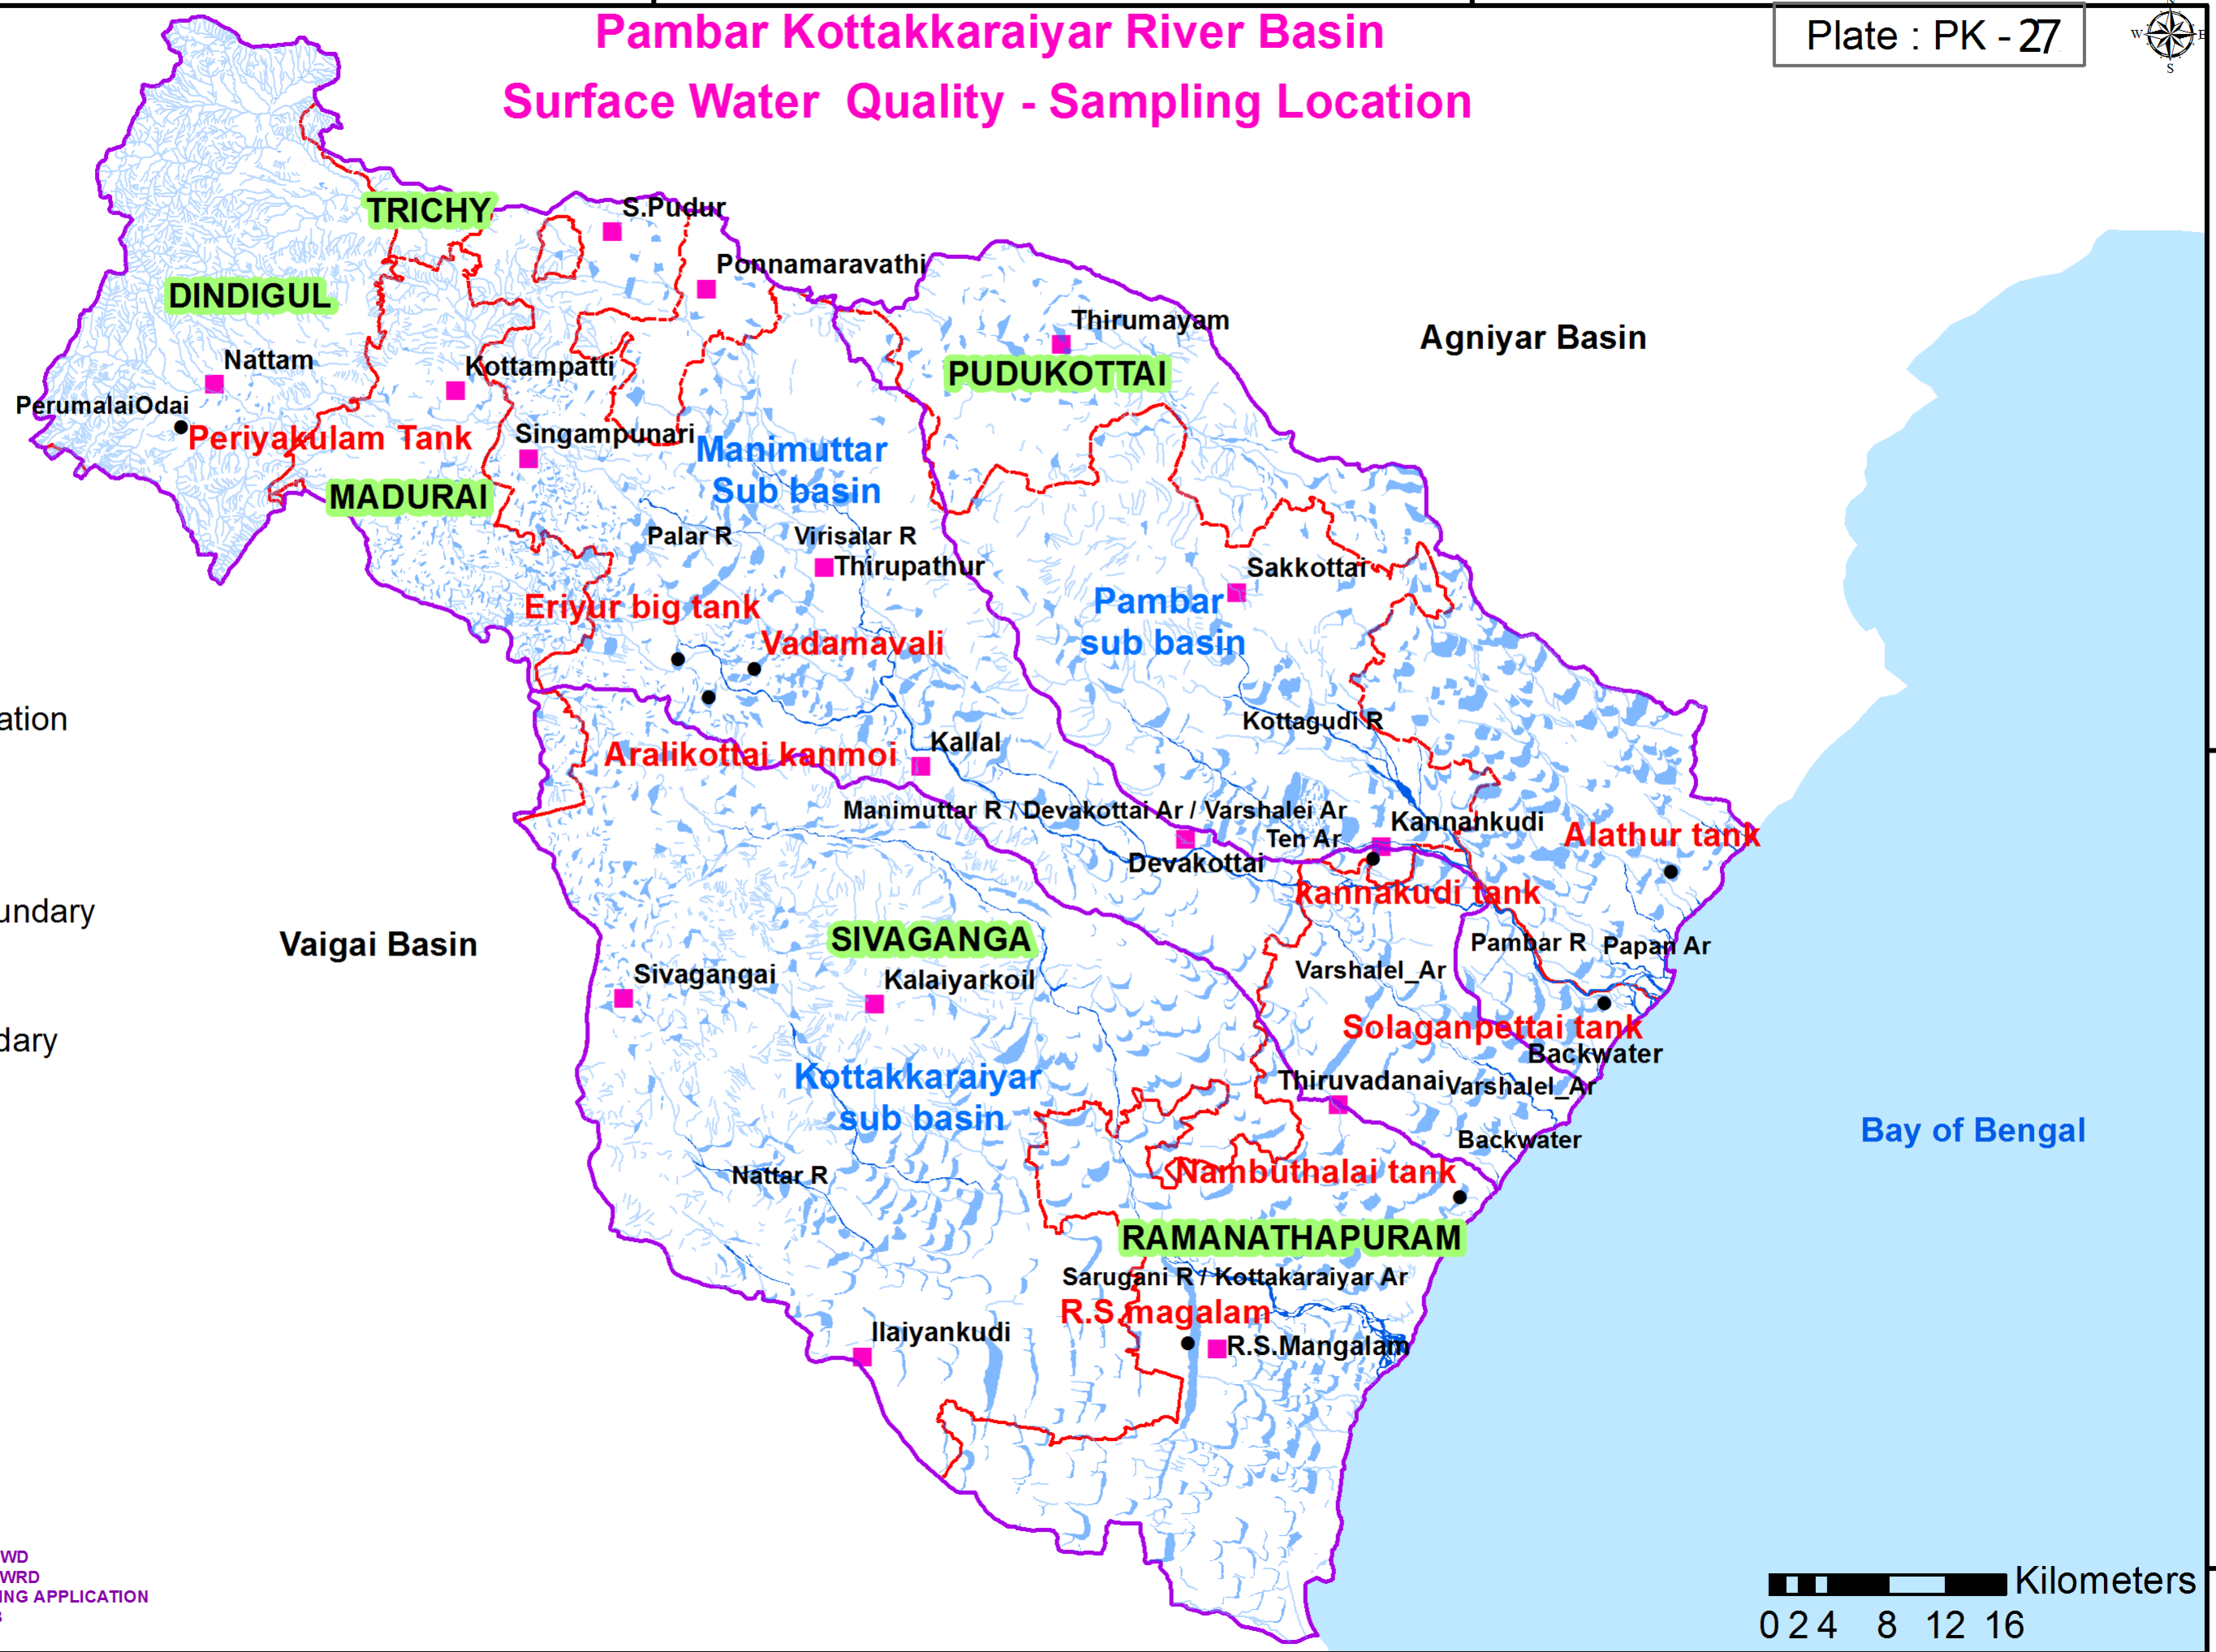 Pambar Kottakkaraiyar River Basin
Surface Water Quality - Sampling Location
Plate : PK - 27
N
W E
S
TRICHY
S.Pudur
Ponnamaravathi
DINDIGUL
Thirumayam
Agniyar Basin
Nattam
Kottampatti
PUDUKOTTAI
PerumalaiOdai
Periyakulam Tank
Singampunari
Manimuttar
Sub basin
MADURAI
Palar R
Virisalar R
Thirupathur
Sakkottai
Eriyur big tank
Pambar
sub basin
Vadamavali
ation
Kottagudi R
Aralikottai kanmoi
Kallal
Manimuttar R / Devakottai Ar / Varshalei Ar
Kannankudi
Ten Ar
Alathur tank
Devakottai
kannakudi tank
undary
Vaigai Basin
SIVAGANGA
Pambar R
Papan Ar
Sivagangai
Kalaiyarkoil
Varshalel_Ar
Solaganpettai tank
dary
Backwater
Kottakkaraiyar
sub basin
Thiruvadanai
Varshalel_Ar
Bay of Bengal
Backwater
Nattar R
Nambuthalai tank
RAMANATHAPURAM
Sarugani R / Kottakaraiyar Ar
R.S.magalam
Ilaiyankudi
R.S.Mangalam
WD
WRD
ING APPLICATION
Kilometers
0 2 4 8 12 16